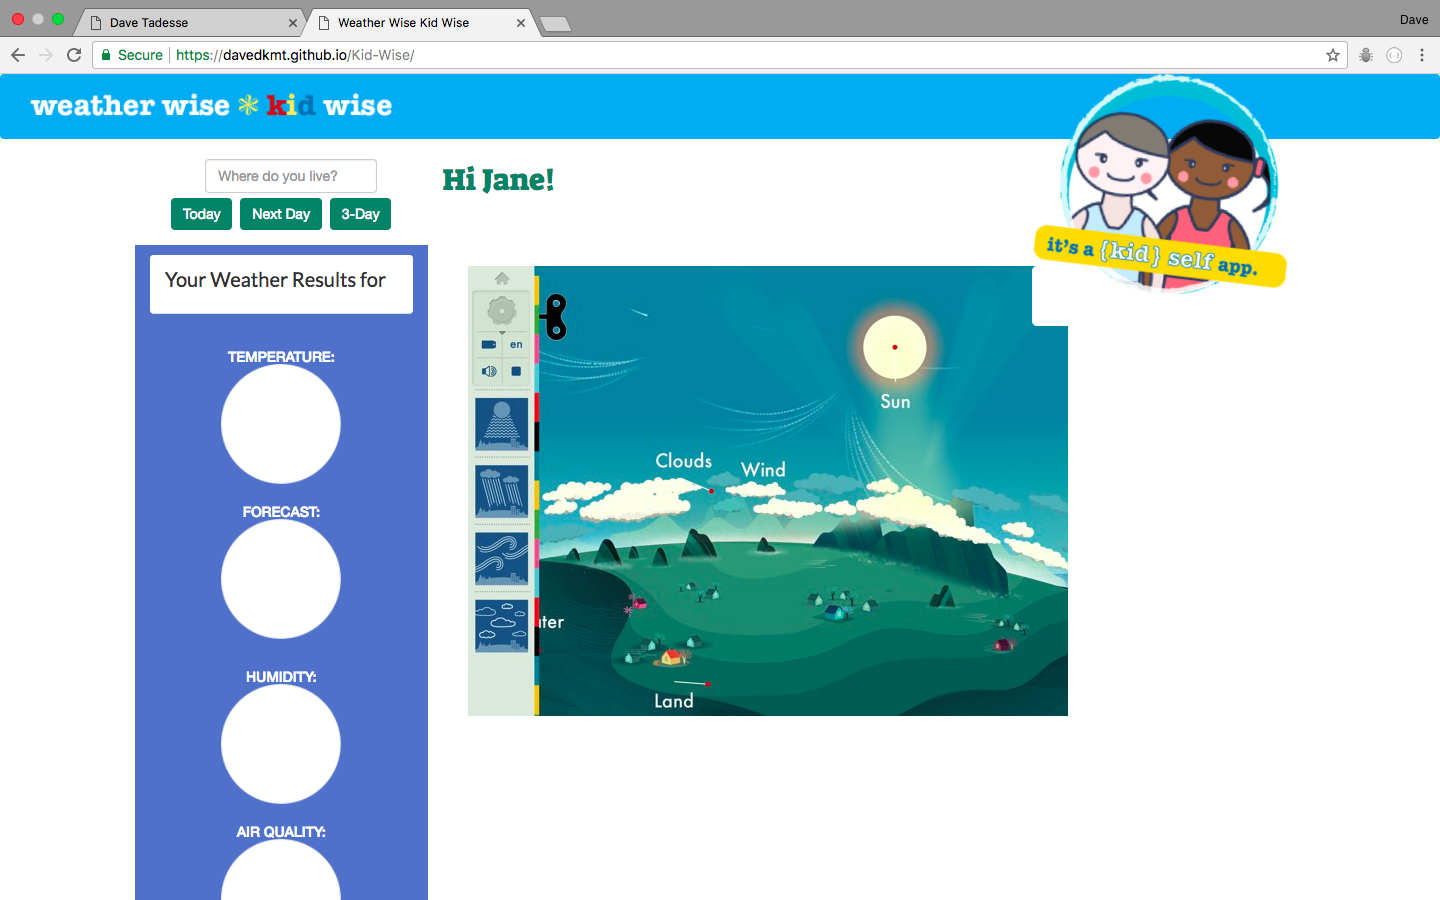 Dave Tadesse
Weather Wise Kid Wise
Dave
Secure
https://davedkmt.github.io/Kid-Wise/
weather wise kid wise
it's a {kid} self app.
Where do you live?
Today
Next Day
3-Day
Hi Jane!
Your Weather Results for
TEMPERATURE:
FORECAST:
HUMIDITY:
AIR QUALITY:
en
Sun
Clouds
Wind
ater
Land